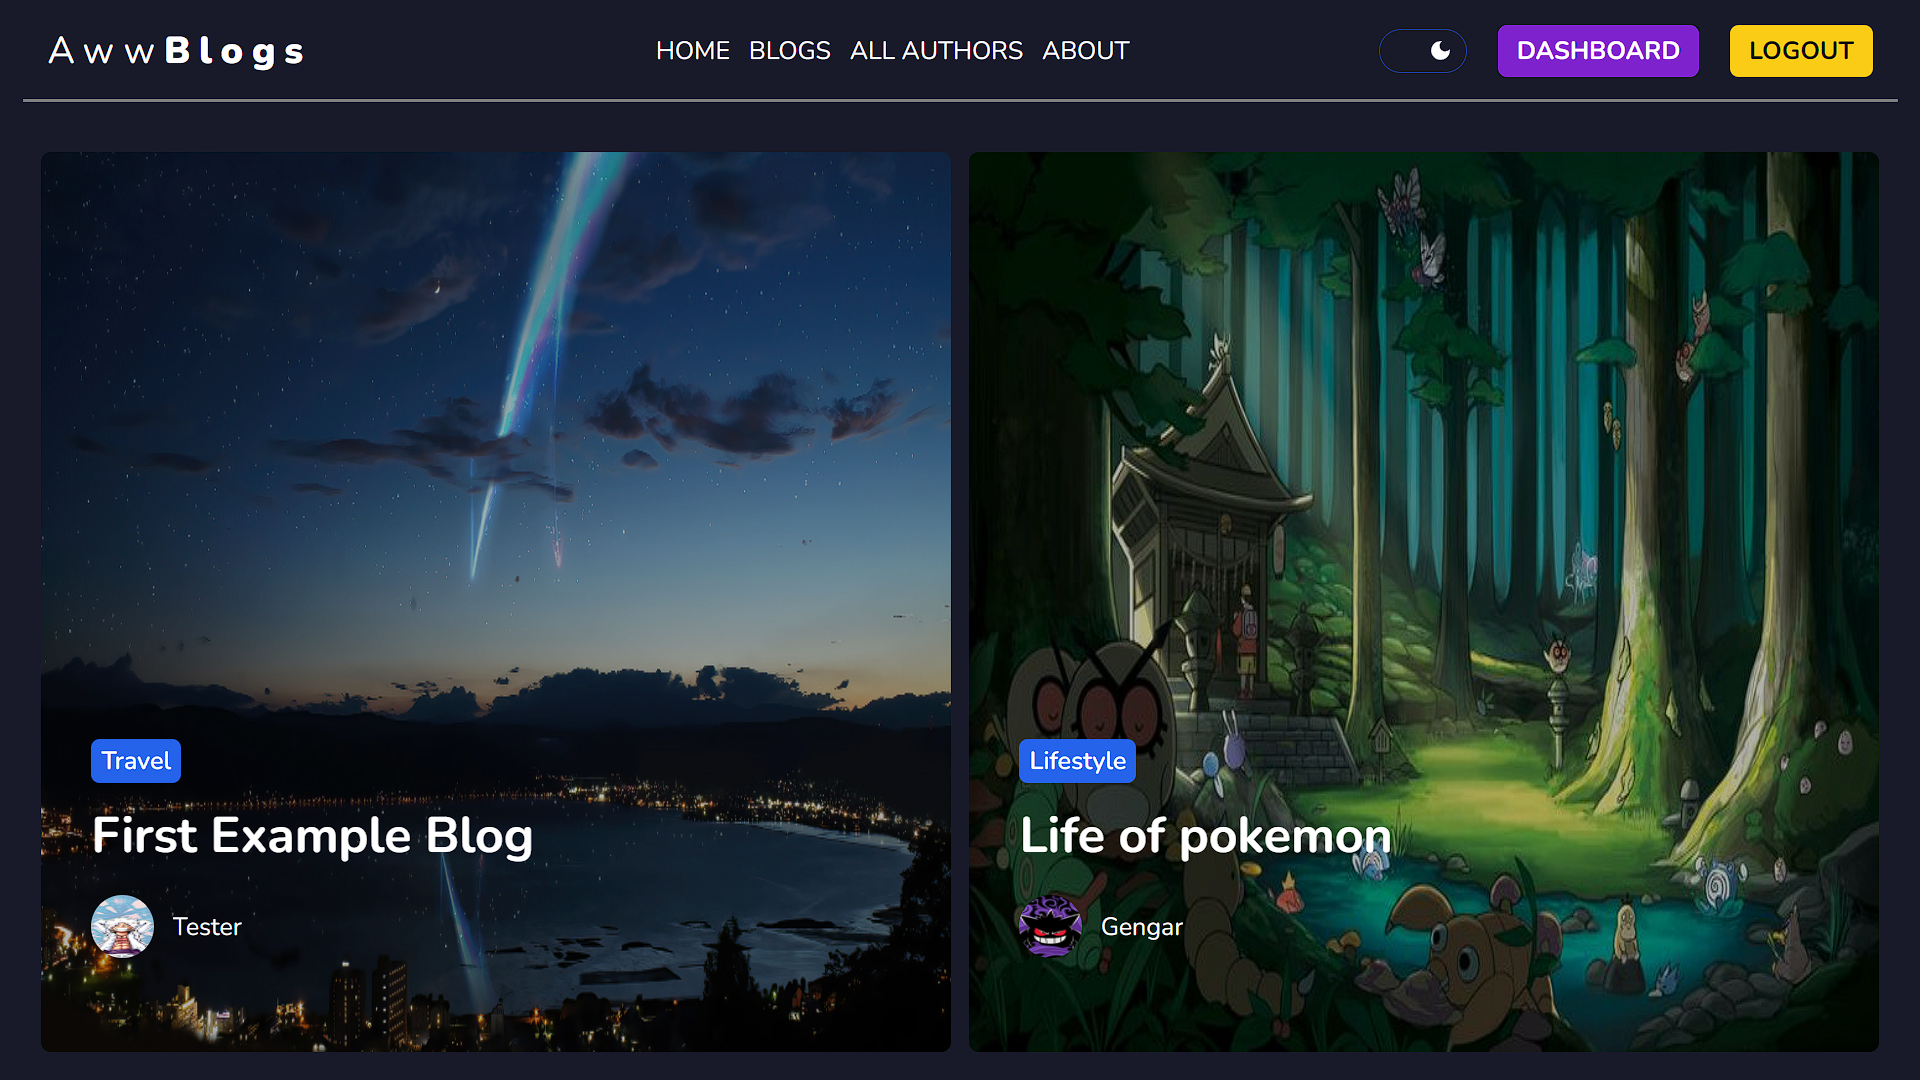 AwwBlogs
HOME BLOGS ALL AUTHORS ABOUT
DASHBOARD
LOGOUT
Travel
First Example Blog
Tester
Lifestyle
Life of pokemon
Gengar